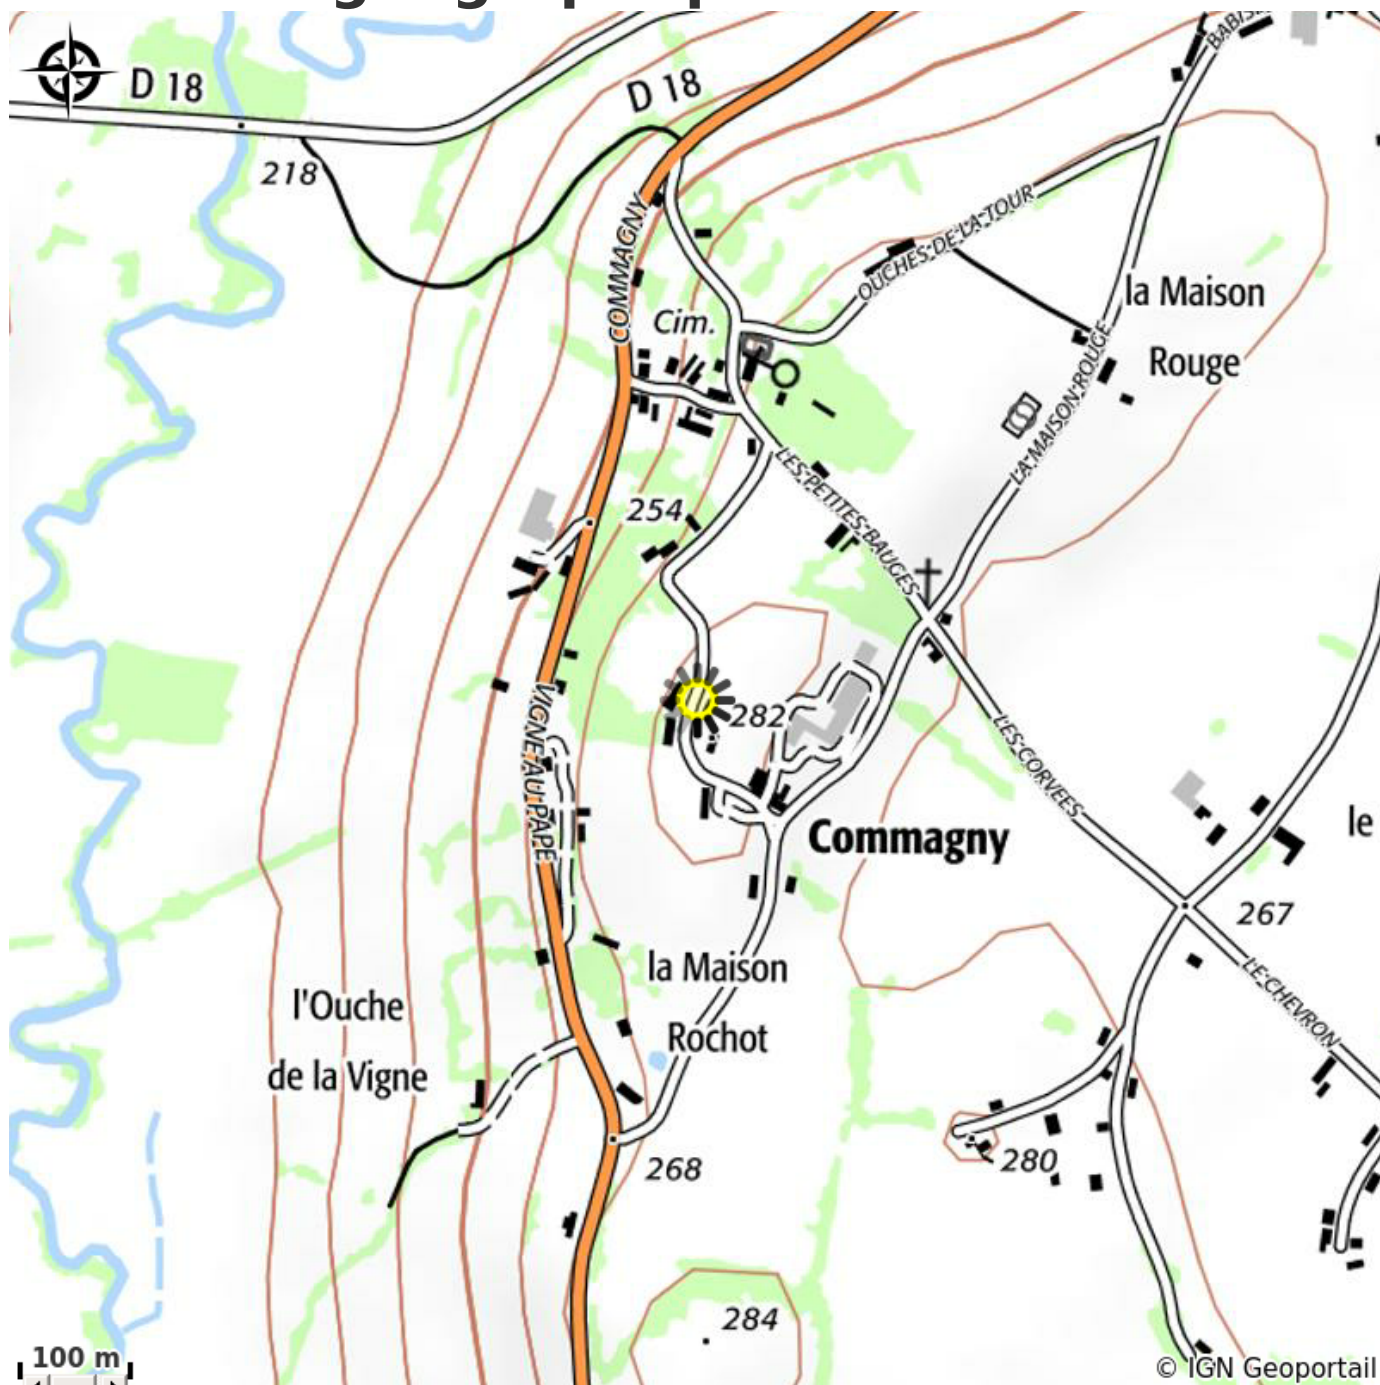 BABIS
D 18
D 18
218
COMMAGNY
OUCHES DE LA TOUR
la Maison
Rouge
Cim.
LA MAISON ROUGE
LES PETITES BAUGES
254
282
VIGNE AU PAPE
LES CORVEES
Commagny
le
267
LE CHEVRON
la Maison
Rochot
l'Ouche
de la Vigne
268
280
284
100 m
© IGN Geoportail